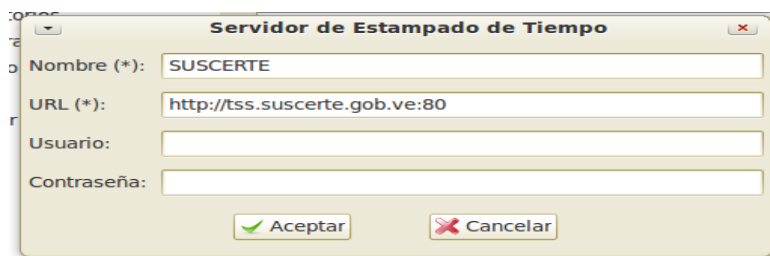 Servidor de Estampado de Tiempo
Nombre (*): SUSCERTE
URL (*): http://tss.suscerte.gob.ve:80
Usuario:
Contraseña:
Aceptar Cancelar